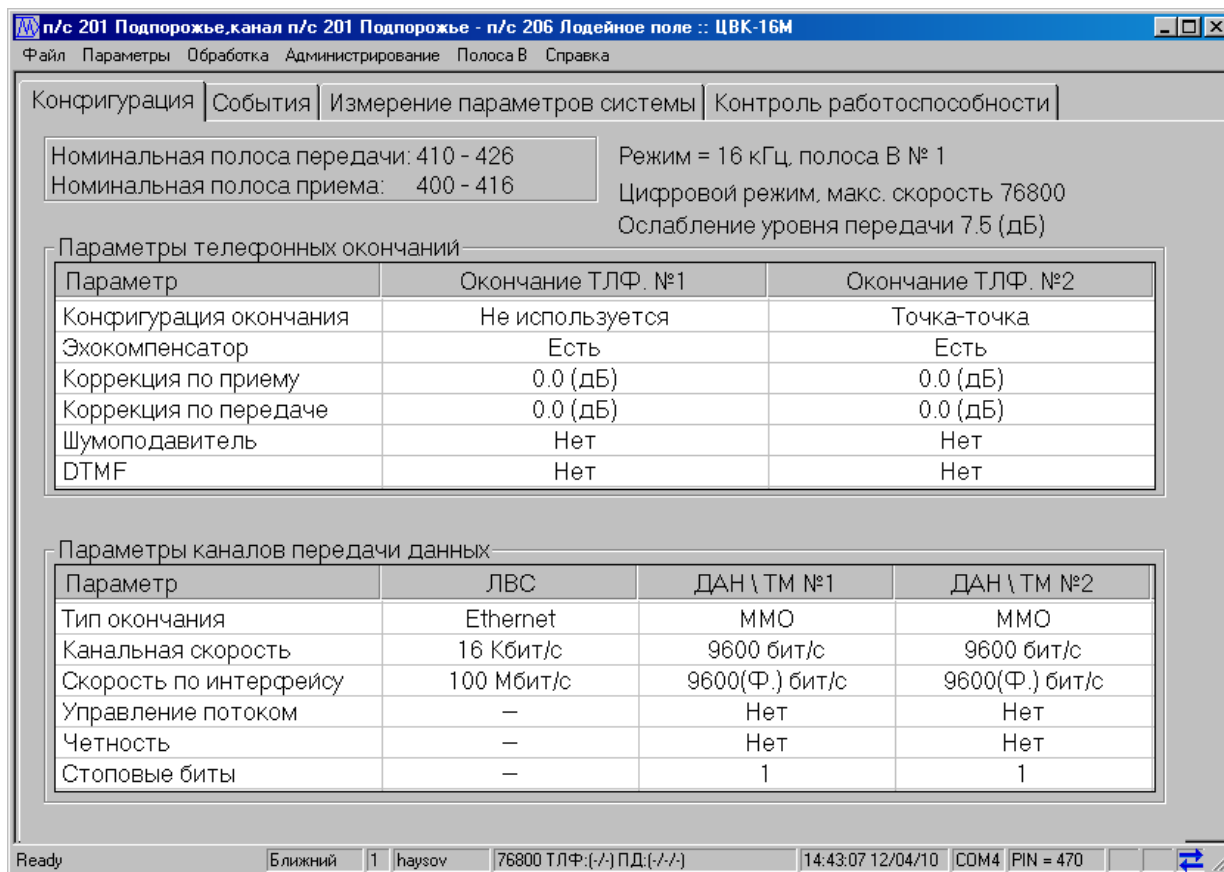 п/с 201 Подпорожье,канал п/с 201 Подпорожье - п/с 206 Лодейное поле :: ЦВК-16М
Файл Параметры Обработка Администрирование Полоса В Справка
Конфигурация События Измерение параметров системы Контроль работоспособности
Номинальная полоса передачи: 410 - 426
Номинальная полоса приема: 400 - 416
Режим = 16 кГц, полоса В № 1
Цифровой режим, макс. скорость 76800
Ослабление уровня передачи 7.5 (дБ)
Параметры телефонных окончаний
Параметр Окончание ТЛФ. №1 Окончание ТЛФ. №2
Конфигурация окончания Не используется Точка-точка
Эхокомпенсатор Есть Есть
Коррекция по приему 0.0 (дБ) 0.0 (дБ)
Коррекция по передаче 0.0 (дБ) 0.0 (дБ)
Шумоподавитель Нет Нет
DTMF Нет Нет
Параметры каналов передачи данных
Параметр ЛВС ДАН \ ТМ №1 ДАН \ ТМ №2
Тип окончания Ethernet ММО ММО
Канальная скорость 16 Кбит/с 9600 бит/с 9600 бит/с
Скорость по интерфейсу 100 Мбит/с 9600(Ф.) бит/с 9600(Ф.) бит/с
Управление потоком – Нет Нет
Четность – Нет Нет
Стоповые биты – 1 1
Ready Ближний 1 haysov 76800 ТЛФ:(-/-) ПД:(-/-/-) 14:43:07 12/04/10 COM4 PIN = 470